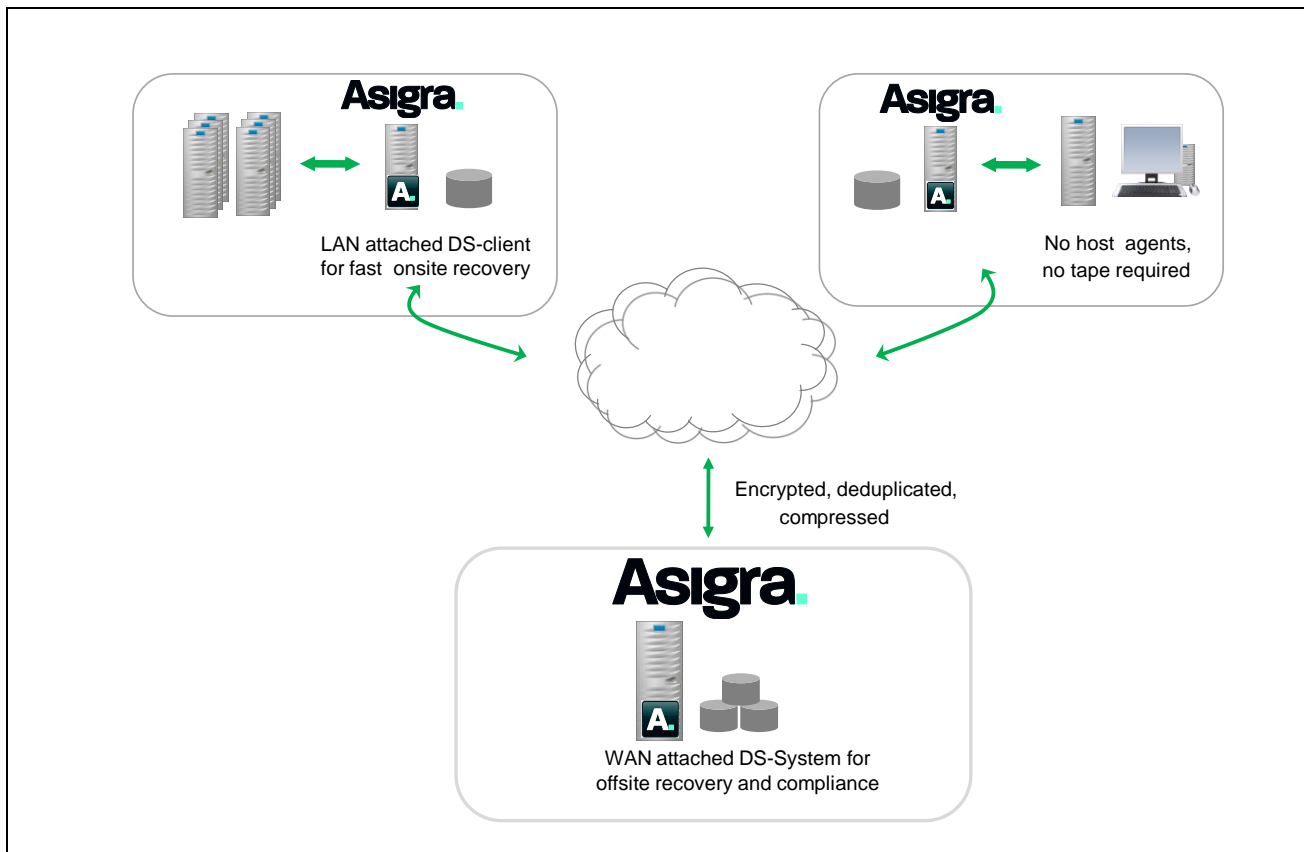 Asigra.
A.
LAN attached DS-client
for fast onsite recovery
Asigra.
A.
No host agents,
no tape required
Encrypted, deduplicated,
compressed
Asigra.
A.
WAN attached DS-System for
offsite recovery and compliance